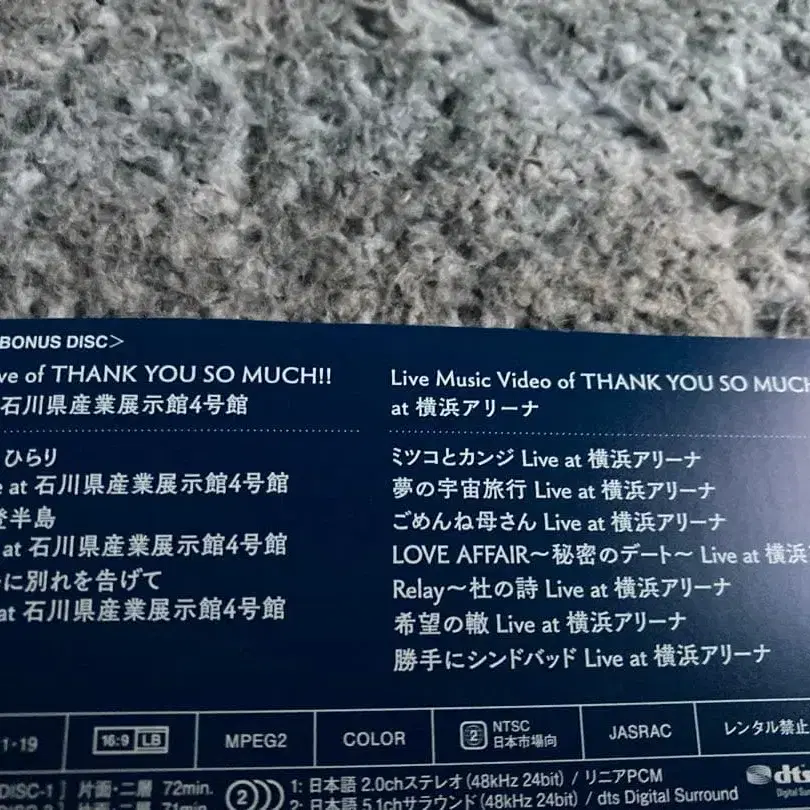 BONUS DISC>
ve of THANK YOU SO MUCH!!
石川県産業展示館4号館
ひらり
at 石川県産業展示館4号館
半島
at 石川県産業展示館4号館
に別れを告げて
at 石川県産業展示館4号館
Live Music Video of THANK YOU SO MUCH
at 横浜アリーナ
ミツコとカンジ Live at 横浜アリーナ
夢の宇宙旅行 Live at 横浜アリーナ
ごめんね母さん Live at 横浜アリーナ
LOVE AFFAIR～秘密のデート～ Live at 横浜
Relay～杜の詩 Live at 横浜アリーナ
希望の轍 Live at 横浜アリーナ
勝手にシンドバッド Live at 横浜アリーナ
1-19 16:9 LB MPEG2 COLOR 2 NTSC 日本市場向 JASRAC レンタル禁止
DISC-1 片面・二層 72min. 2 1: 日本語 2.0chステレオ (48kHz 24bit) / リニアPCM dts
片面・二層 71min. 2: 日本語 5.1chサラウンド (48kHz 24bit) / dts Digital Surround Digital